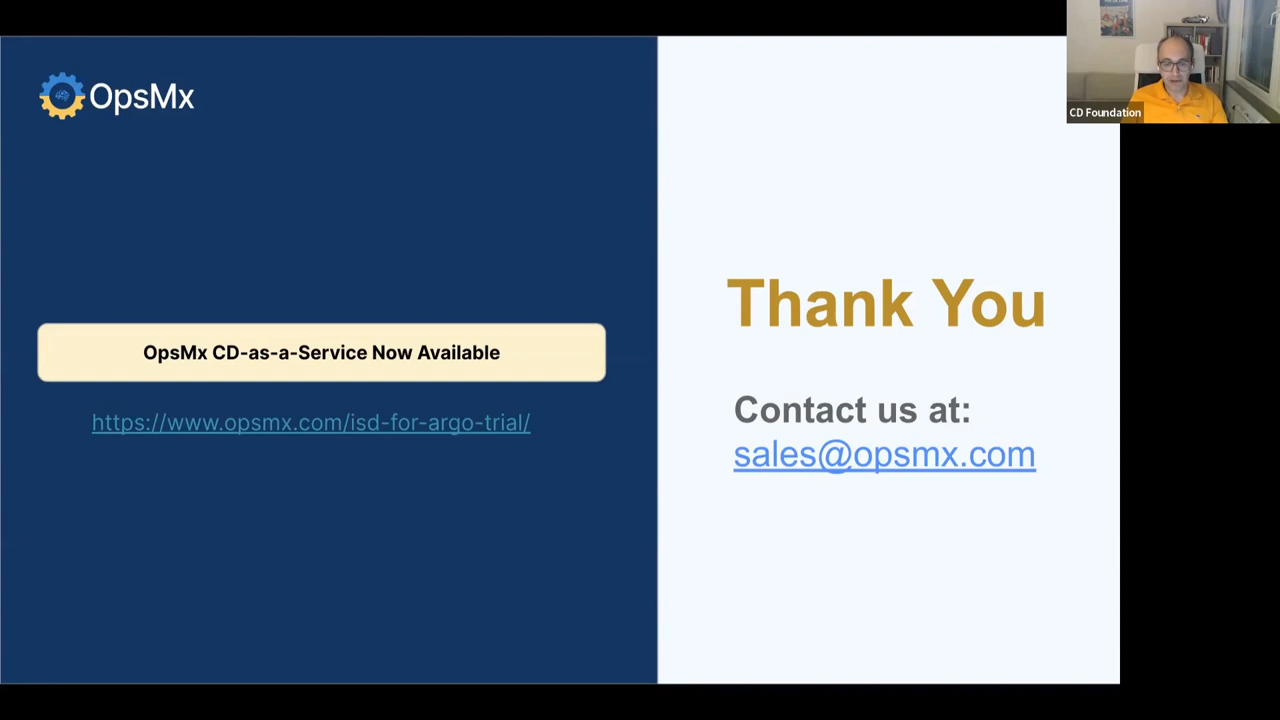 OpsMx
OpsMx CD-as-a-Service Now Available
https://www.opsmx.com/isd-for-argo-trial/
Thank You
Contact us at:
sales@opsmx.com
CD Foundation